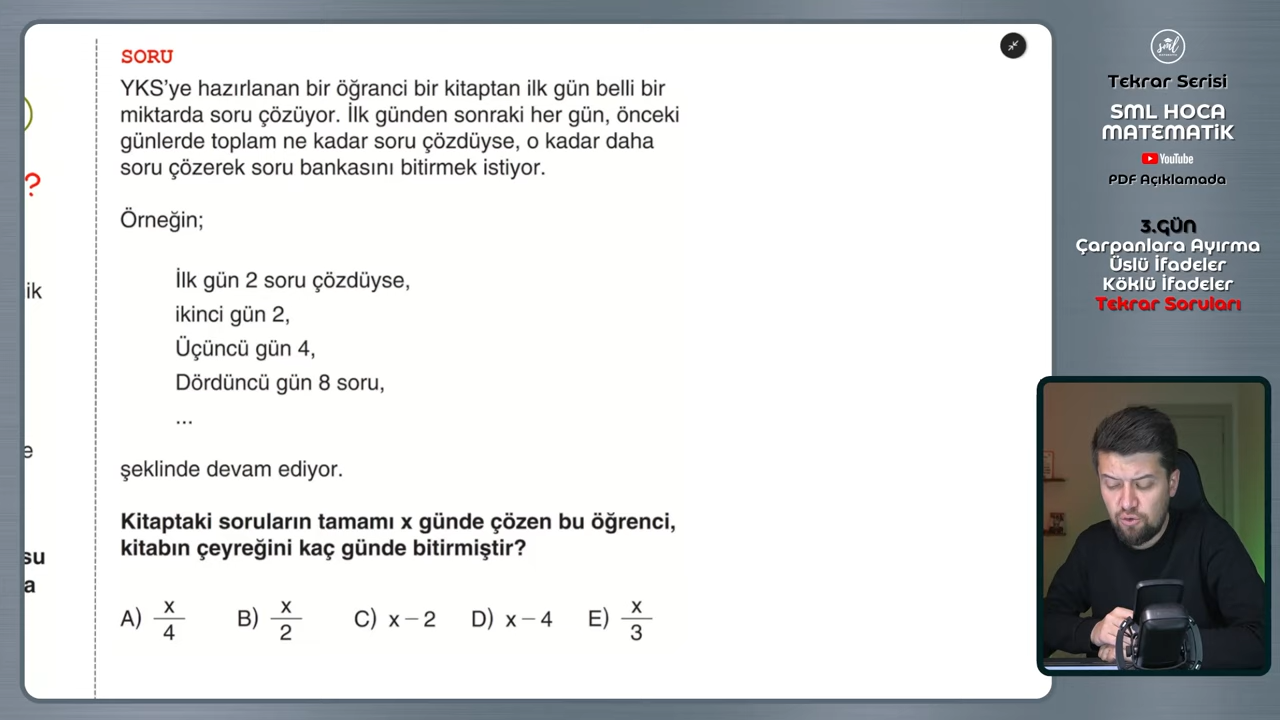 SORU
YKS'ye hazırlanan bir öğranci bir kitaptan ilk gün belli bir
miktarda soru çözüyor. İlk günden sonraki her gün, önceki
günlerde toplam ne kadar soru çözdüyse, o kadar daha
soru çözerek soru bankasını bitirmek istiyor.
Örneğin;
İlk gün 2 soru çözdüyse,
ikinci gün 2,
Üçüncü gün 4,
Dördüncü gün 8 soru,
...
şeklinde devam ediyor.
Kitaptaki soruların tamamı x günde çözen bu öğrenci,
kitabın çeyreğini kaç günde bitirmiştir?
A) x/4 B) x/2 C) x – 2 D) x – 4 E) x/3
?
ik
e
su
a
sml
Tekrar Serisi
SML HOCA
MATEMATİK
YouTube
PDF Açıklamada
3.GÜN
Çarpanlara Ayırma
Üslü İfadeler
Köklü İfadeler
Tekrar Soruları